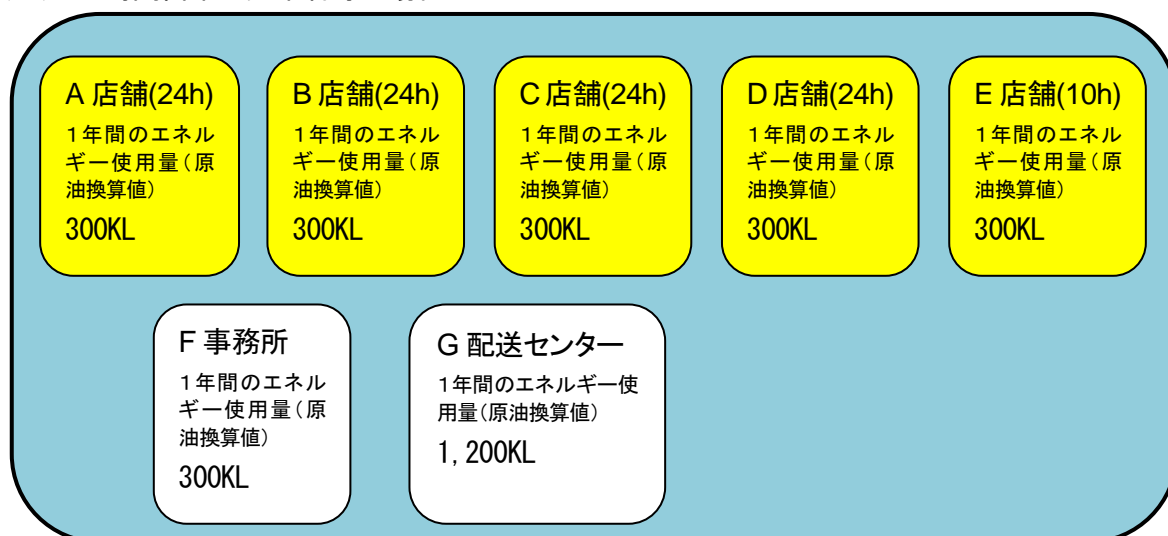 A 店舗(24h)
1年間のエネル
ギー使用量(原
油換算値)
300KL
B 店舗(24h)
1年間のエネル
ギー使用量(原
油換算値)
300KL
C 店舗(24h)
1年間のエネル
ギー使用量(原
油換算値)
300KL
D 店舗(24h)
1年間のエネル
ギー使用量(原
油換算値)
300KL
E 店舗(10h)
1年間のエネル
ギー使用量(原
油換算値)
300KL
F 事務所
1年間のエネル
ギー使用量(原
油換算値)
300KL
G 配送センター
1年間のエネルギー使
用量(原油換算値)
1,200KL